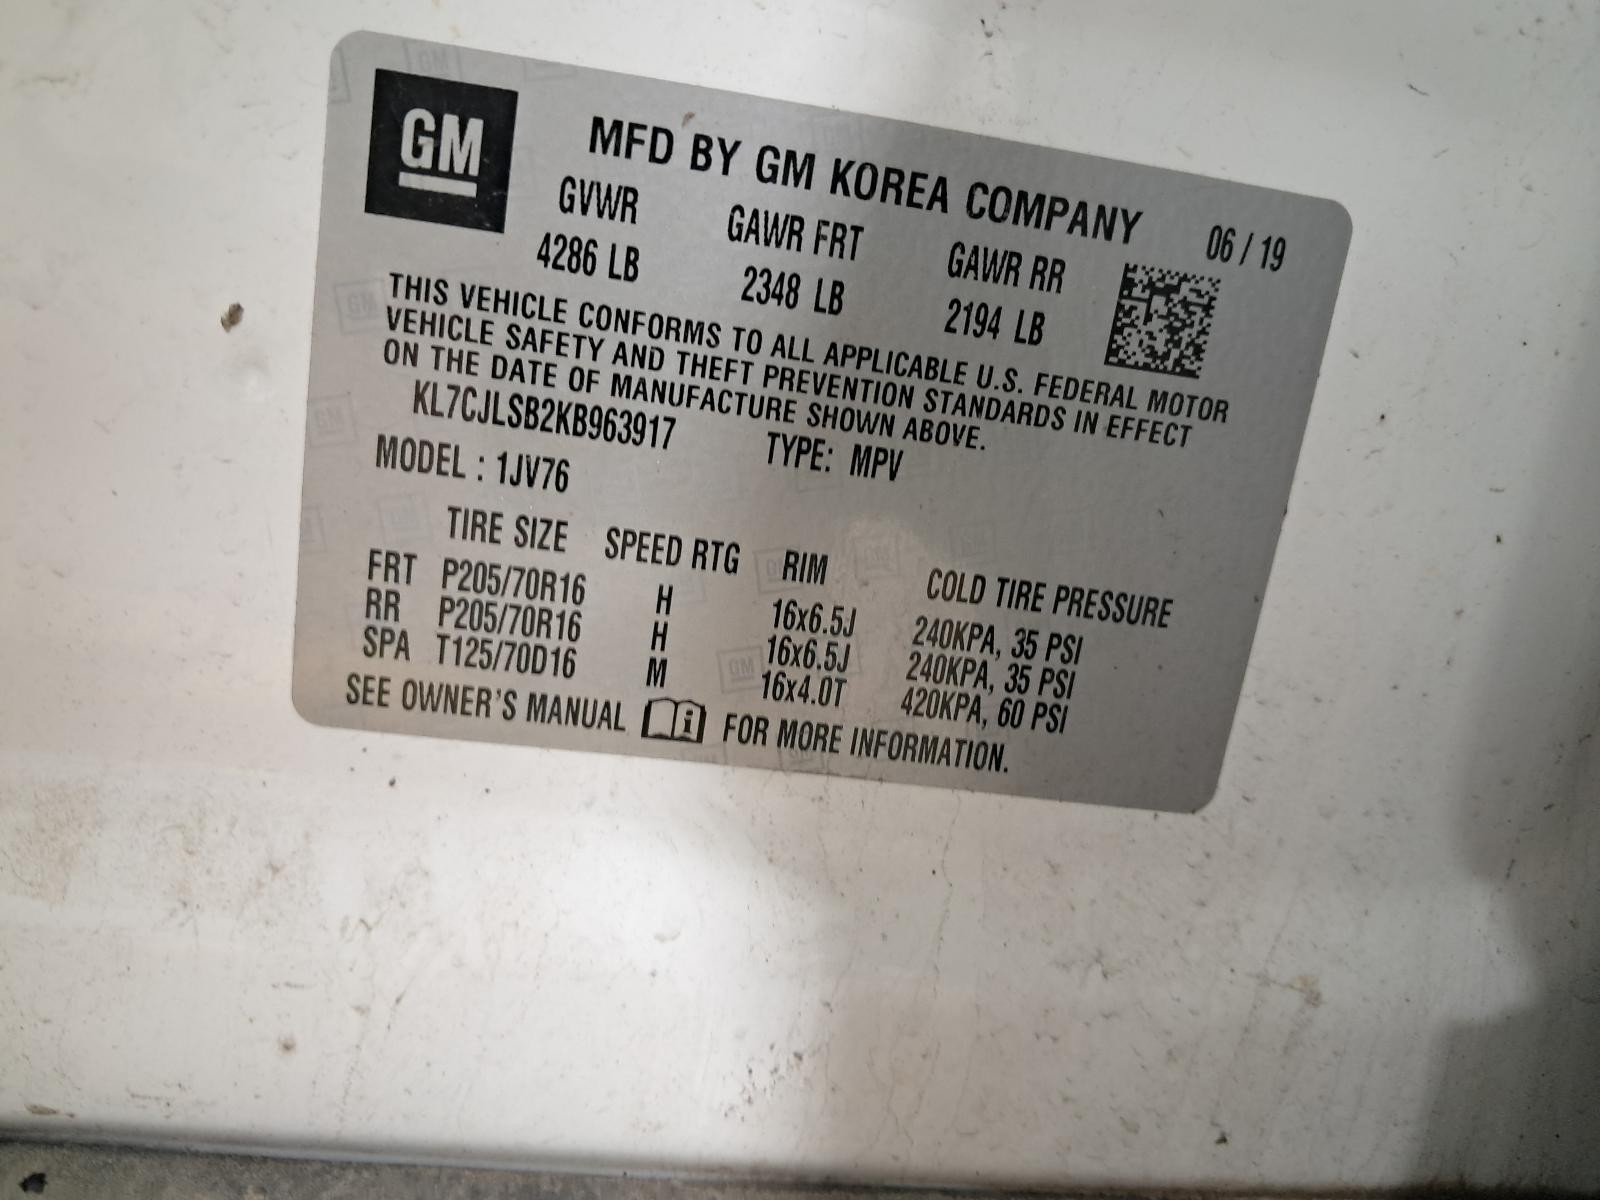 GM
MFD BY GM KOREA COMPANY 06 / 19
GVWR GAWR FRT GAWR RR
4286 LB 2348 LB 2194 LB
THIS VEHICLE CONFORMS TO ALL APPLICABLE U.S. FEDERAL MOTOR
VEHICLE SAFETY AND THEFT PREVENTION STANDARDS IN EFFECT
ON THE DATE OF MANUFACTURE SHOWN ABOVE.
KL7CJLSB2KB963917 TYPE: MPV
MODEL : 1JV76
TIRE SIZE SPEED RTG RIM COLD TIRE PRESSURE
FRT P205/70R16 H 16x6.5J 240KPA, 35 PSI
RR P205/70R16 H 16x6.5J 240KPA, 35 PSI
SPA T125/70D16 M 16x4.0T 420KPA, 60 PSI
SEE OWNER'S MANUAL FOR MORE INFORMATION.